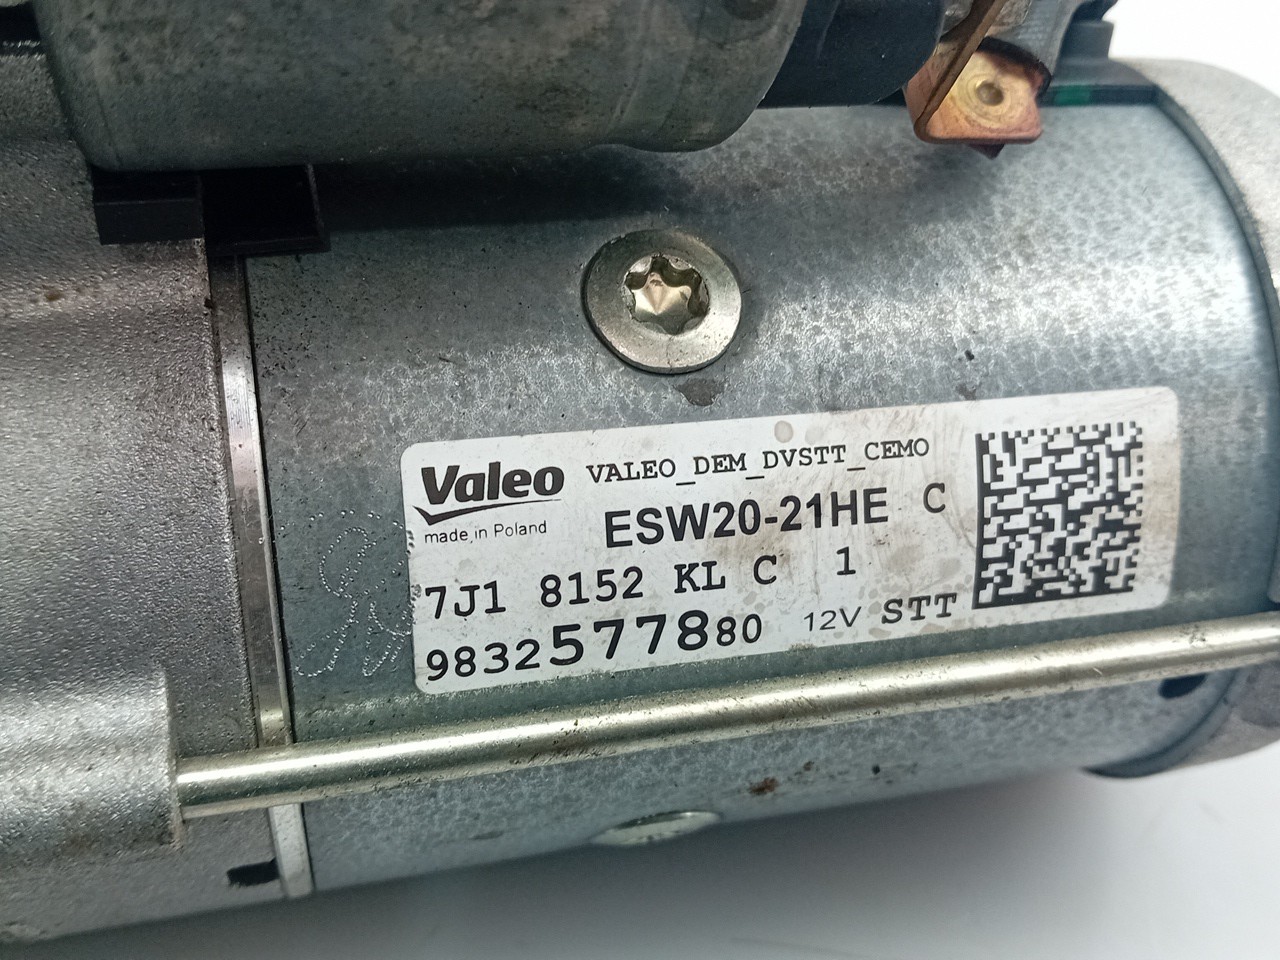 Valeo VALEO_DEM_DVSTT_CEMO
made in Poland ESW20-21HE C
7J1 8152 KL C 1
9832577880 12V STT